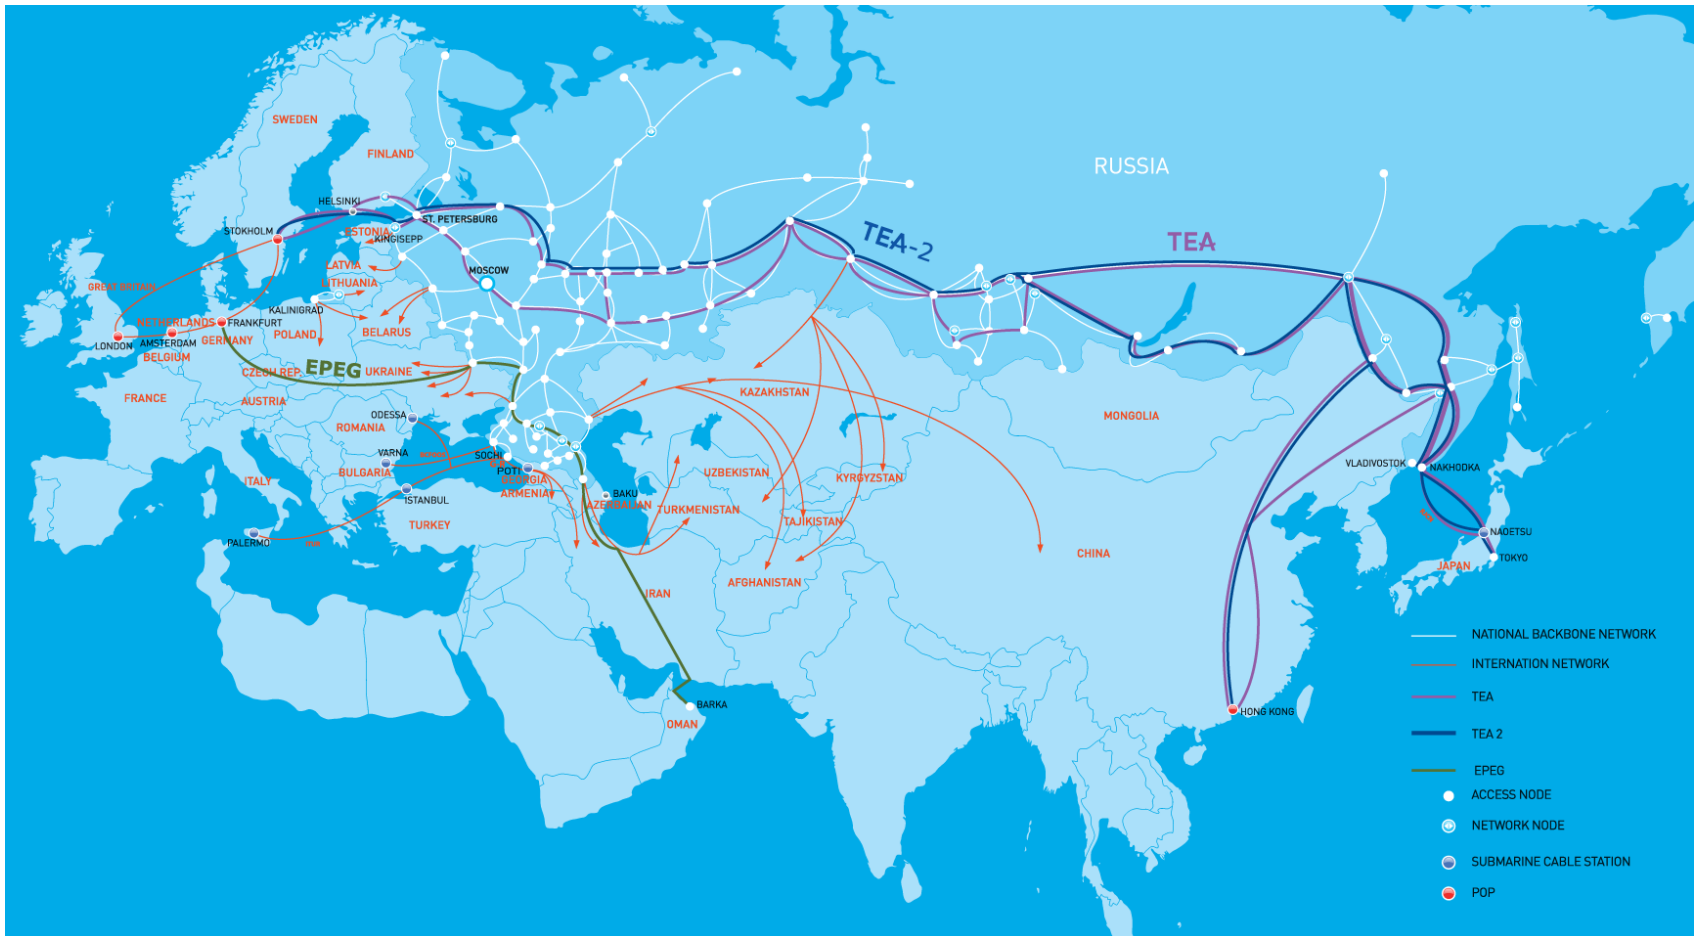 SWEDEN
FINLAND
RUSSIA
HELSINKI
STOKHOLM
ST. PETERSBURG
ESTONIA
KINGISEPP
TEA-2
TEA
LATVIA
MOSCOW
LITHUANIA
GREAT BRITAIN
KALINIGRAD
NETHERLANDS
FRANKFURT
POLAND
BELARUS
LONDON
AMSTERDAM
GERMANY
BELGIUM
CZECH REP.
EPEG
UKRAINE
FRANCE
AUSTRIA
KAZAKHSTAN
MONGOLIA
ODESSA
ROMANIA
VARNA
SOCHI
POTI
VLADIVOSTOK
NAKHODKA
BULGARIA
GEORGIA
UZBEKISTAN
KYRGYZSTAN
ITALY
ISTANBUL
ARMENIA
BAKU
AZERBAIJAN
TURKMENISTAN
TURKEY
TAJIKISTAN
NAOETSU
PALERMO
CHINA
TOKYO
JAPAN
AFGHANISTAN
IRAN
BARKA
OMAN
HONG KONG
NATIONAL BACKBONE NETWORK
INTERNATION NETWORK
TEA
TEA 2
EPEG
ACCESS NODE
NETWORK NODE
SUBMARINE CABLE STATION
POP